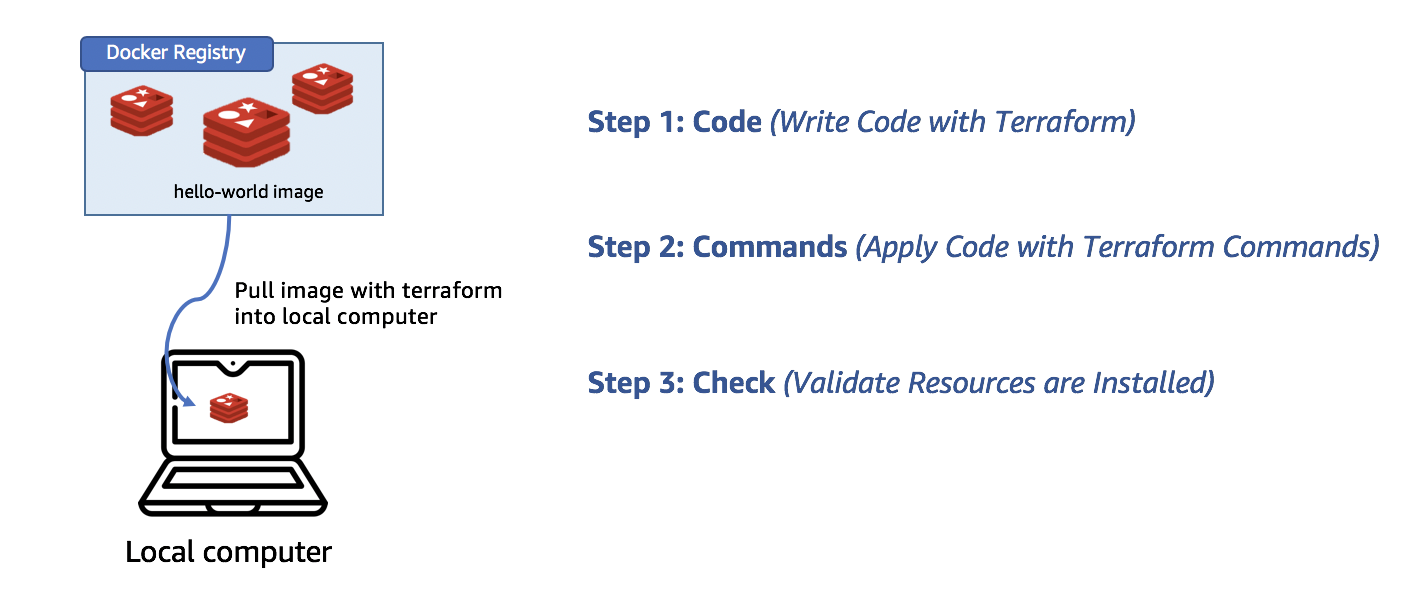 Docker Registry
hello-world image
Pull image with terraform
into local computer
Local computer
Step 1: Code (Write Code with Terraform)
Step 2: Commands (Apply Code with Terraform Commands)
Step 3: Check (Validate Resources are Installed)